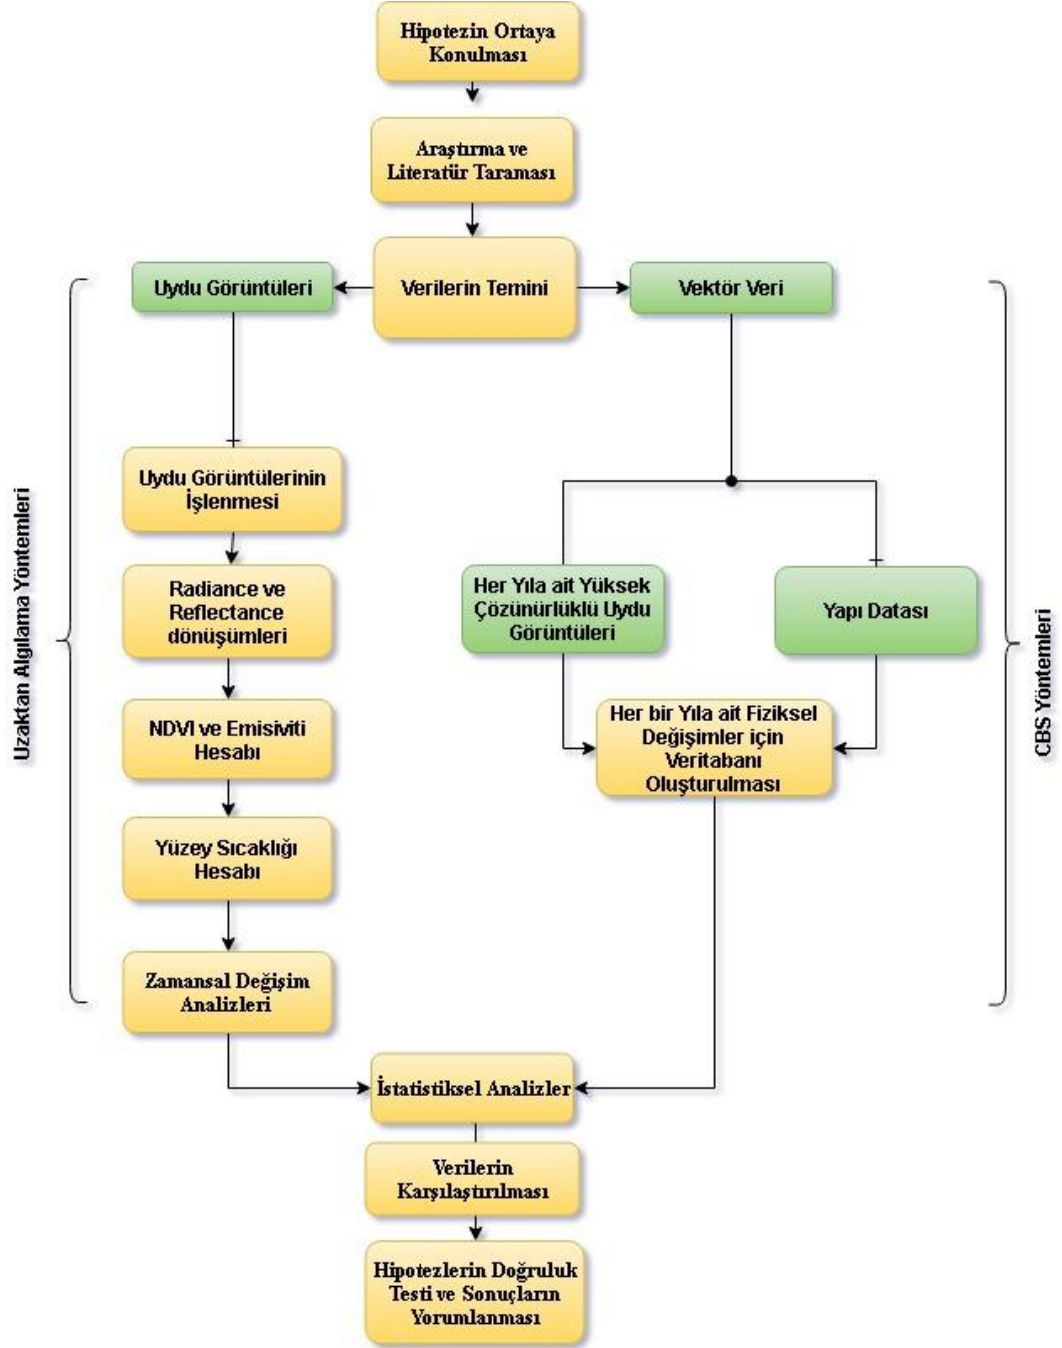 Hipotezin Ortaya
Konulması
Araştırma ve
Literatür Taraması
Uydu Görüntüleri
Verilerin Temini
Vektör Veri
Uzaktan Algılama Yöntemleri
Uydu Görüntülerinin
İşlenmesi
Radiance ve
Reflectance
dönüşümleri
NDVI ve Emisiviti
Hesabı
Yüzey Sıcaklığı
Hesabı
Zamansal Değişim
Analizleri
Her Yıla ait Yüksek
Çözünürlüklü Uydu
Görüntüleri
Yapı Datası
Her bir Yıla ait Fiziksel
Değişimler için
Veritabanı
Oluşturulması
CBS Yöntemleri
İstatistiksel Analizler
Verilerin
Karşılaştırılması
Hipotezlerin Doğruluk
Testi ve Sonuçların
Yorumlanması